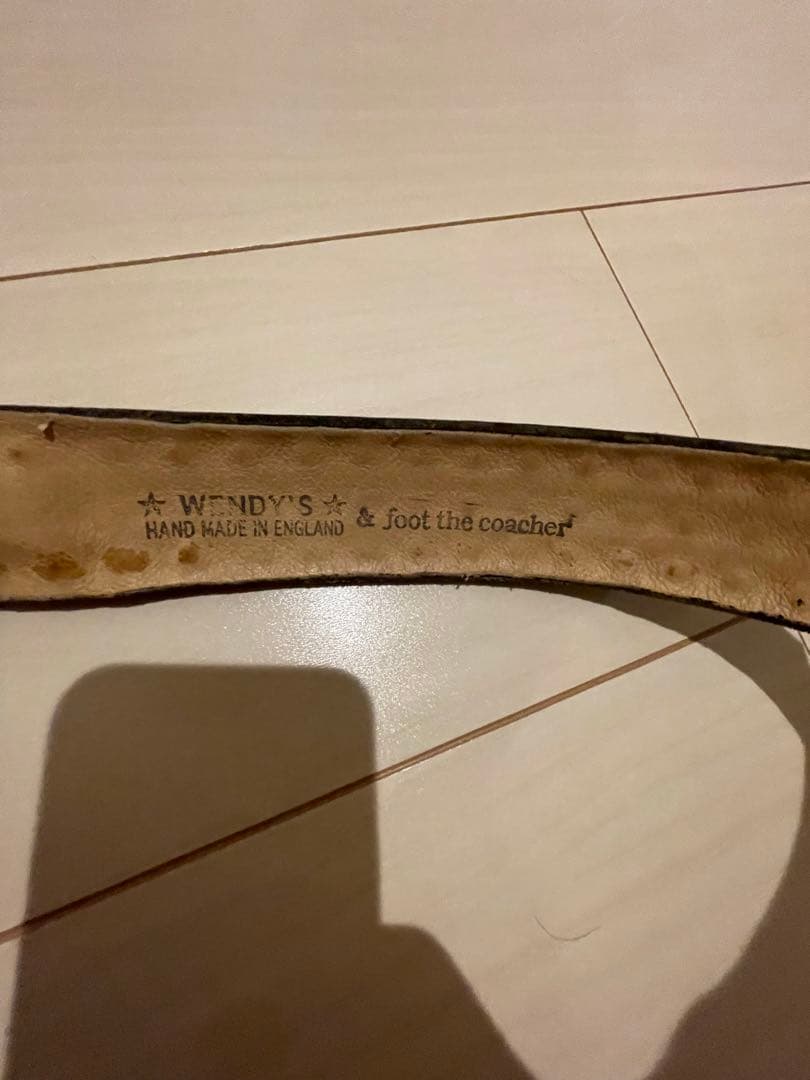 ★ WENDY'S ★
HAND MADE IN ENGLAND
& foot the coacher